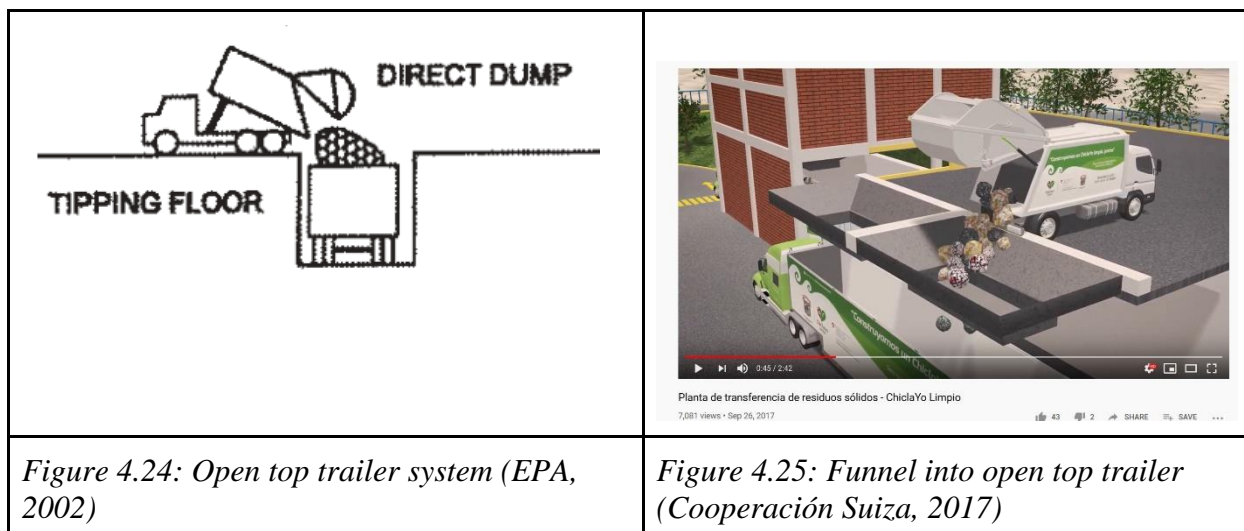 DIRECT DUMP
TIPPING FLOOR
0:45 / 2:42
Planta de transferencia de residuos sólidos - ChiclaYo Limpio
7,081 views • Sep 26, 2017
43
2
SHARE
SAVE
Figure 4.24: Open top trailer system (EPA,
2002)
Figure 4.25: Funnel into open top trailer
(Cooperación Suiza, 2017)